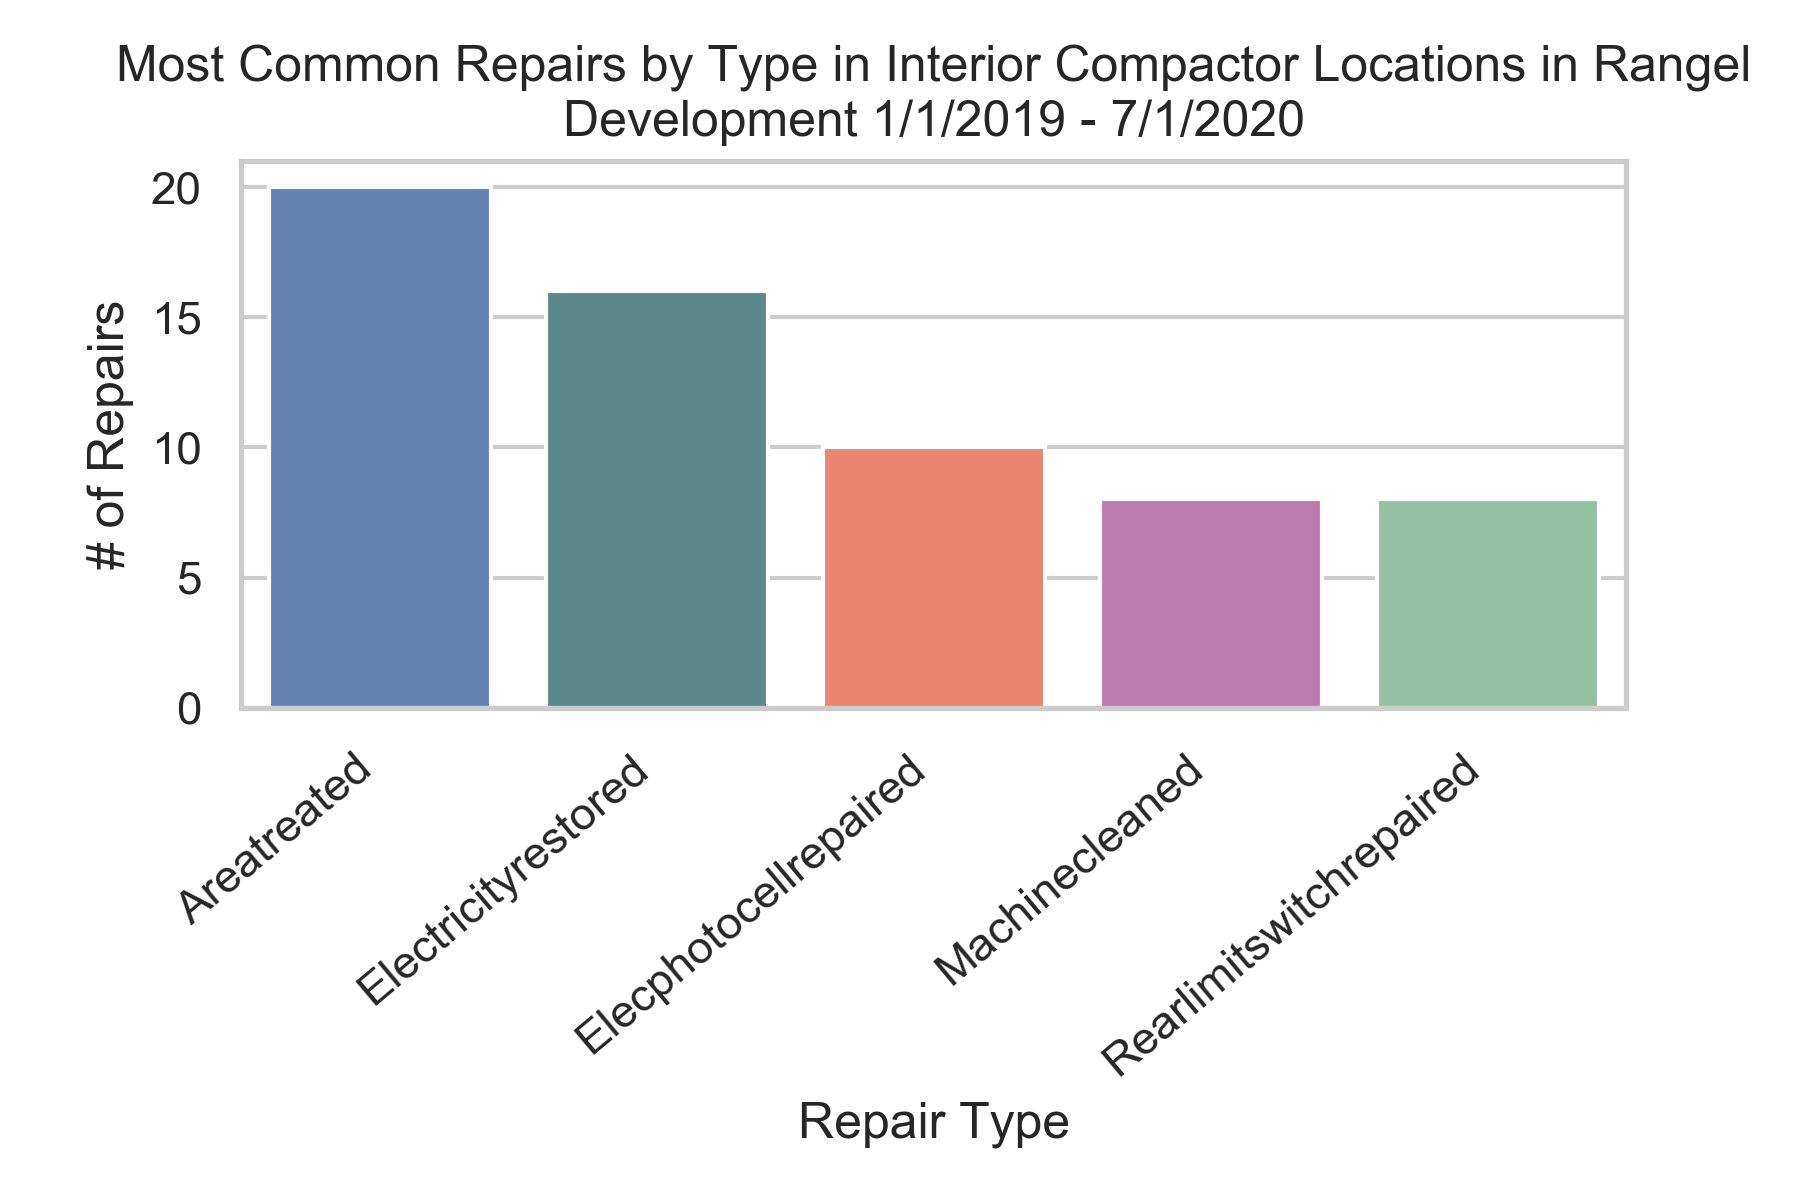 Most Common Repairs by Type in Interior Compactor Locations in Rangel
Development 1/1/2019 - 7/1/2020
# of Repairs
20
15
10
5
0
Areatreated
Electricityrestored
Elecphotocellrepaired
Machinecleaned
Rearlimitswitchrepaired
Repair Type